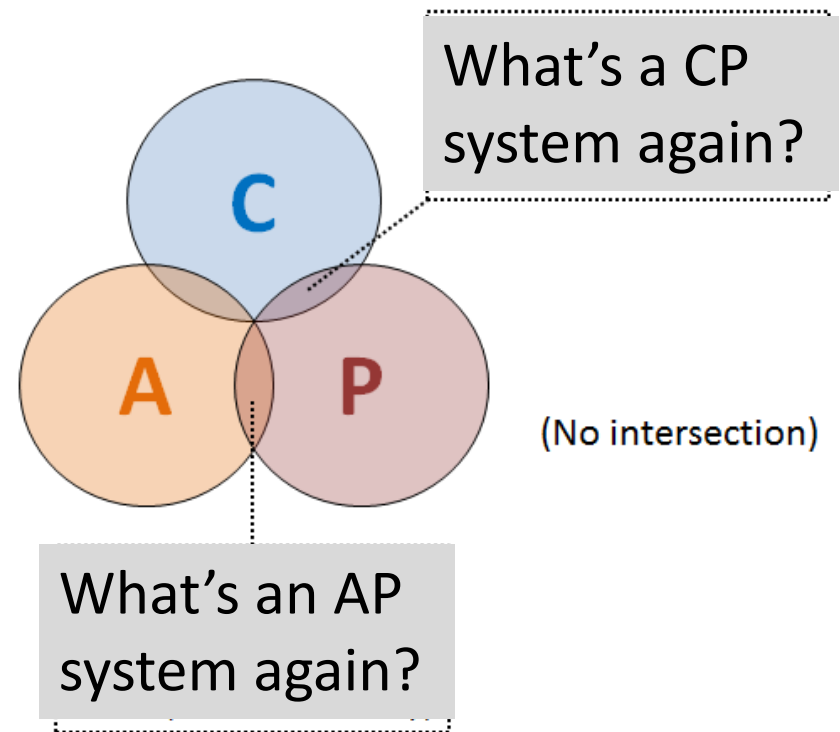 What's a CP
system again?
C
A
P
(No intersection)
What's an AP
system again?